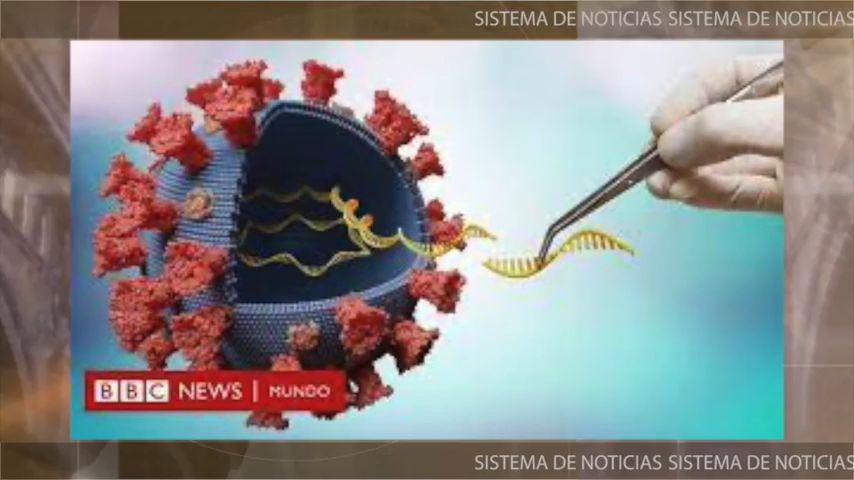 SISTEMA DE NOTICIAS SISTEMA DE NOTICIAS
BBC NEWS | MUNDO
SISTEMA DE NOTICIAS SISTEMA DE NOTICIAS